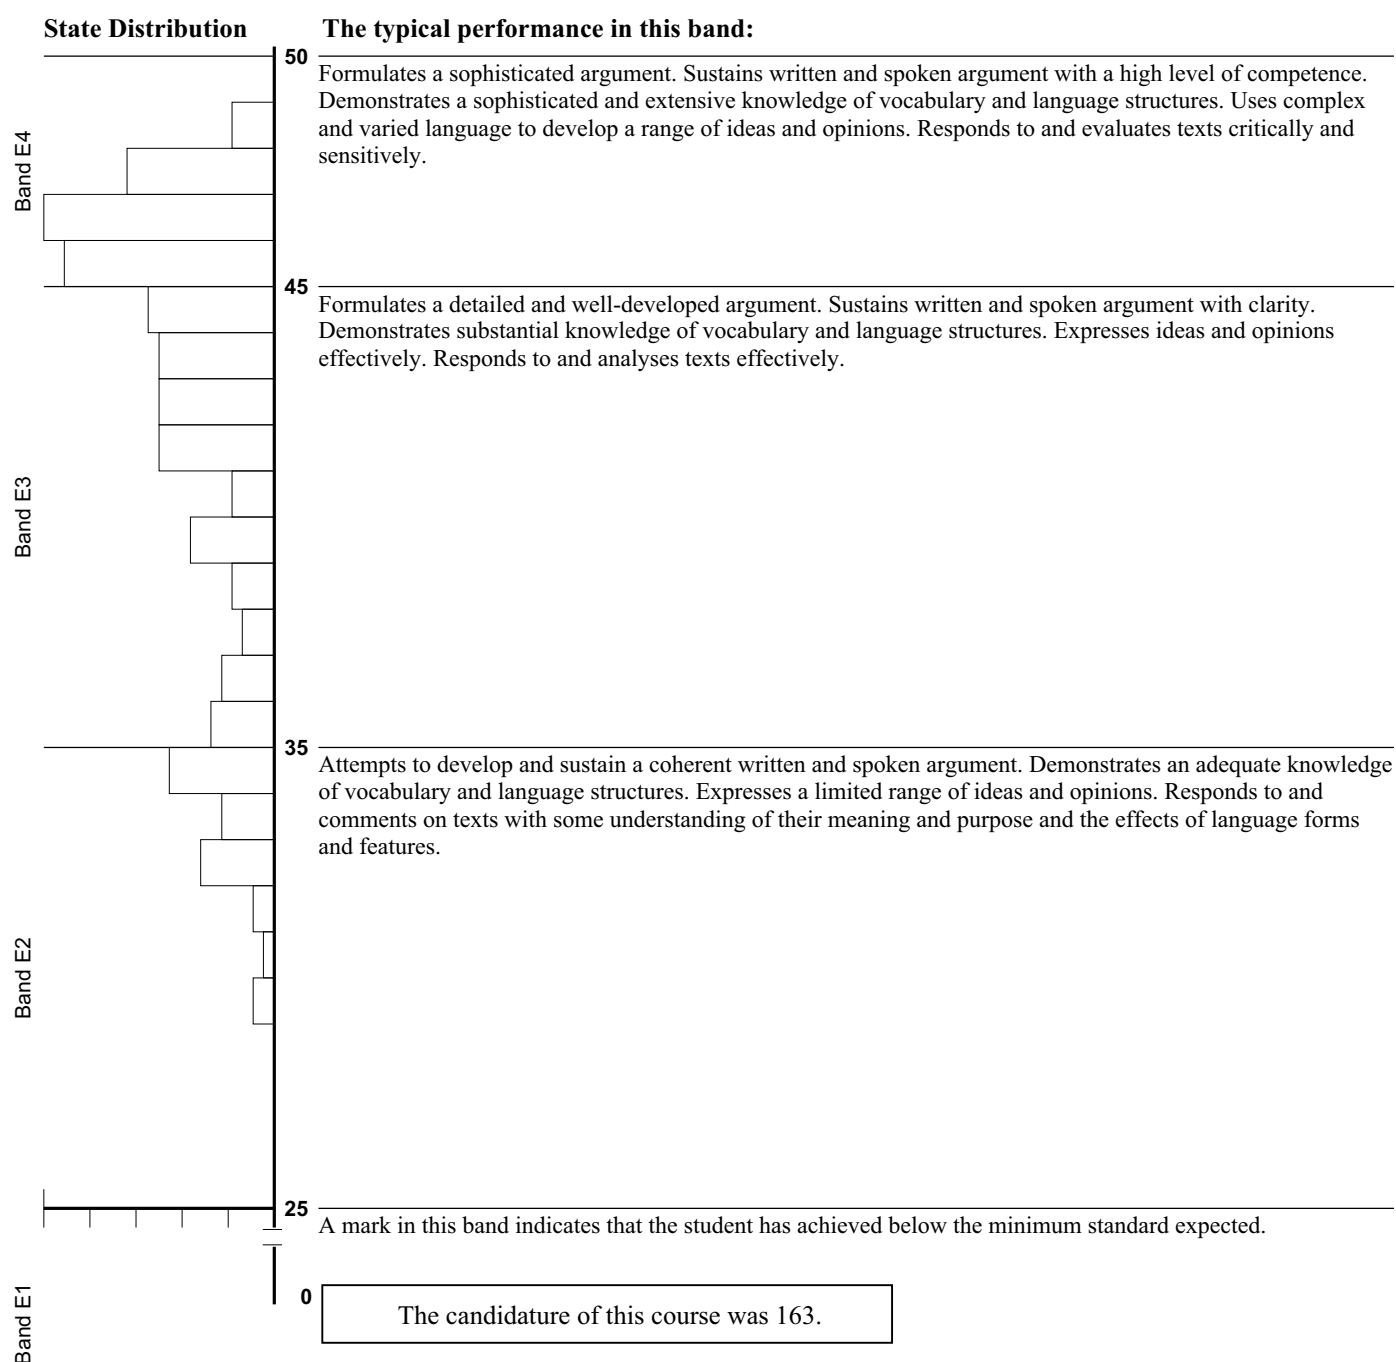 State Distribution
The typical performance in this band:
50
Formulates a sophisticated argument. Sustains written and spoken argument with a high level of competence.
Demonstrates a sophisticated and extensive knowledge of vocabulary and language structures. Uses complex
and varied language to develop a range of ideas and opinions. Responds to and evaluates texts critically and
sensitively.
Band E4
45
Formulates a detailed and well-developed argument. Sustains written and spoken argument with clarity.
Demonstrates substantial knowledge of vocabulary and language structures. Expresses ideas and opinions
effectively. Responds to and analyses texts effectively.
Band E3
35
Attempts to develop and sustain a coherent written and spoken argument. Demonstrates an adequate knowledge
of vocabulary and language structures. Expresses a limited range of ideas and opinions. Responds to and
comments on texts with some understanding of their meaning and purpose and the effects of language forms
and features.
Band E2
25
A mark in this band indicates that the student has achieved below the minimum standard expected.
Band E1
0
The candidature of this course was 163.